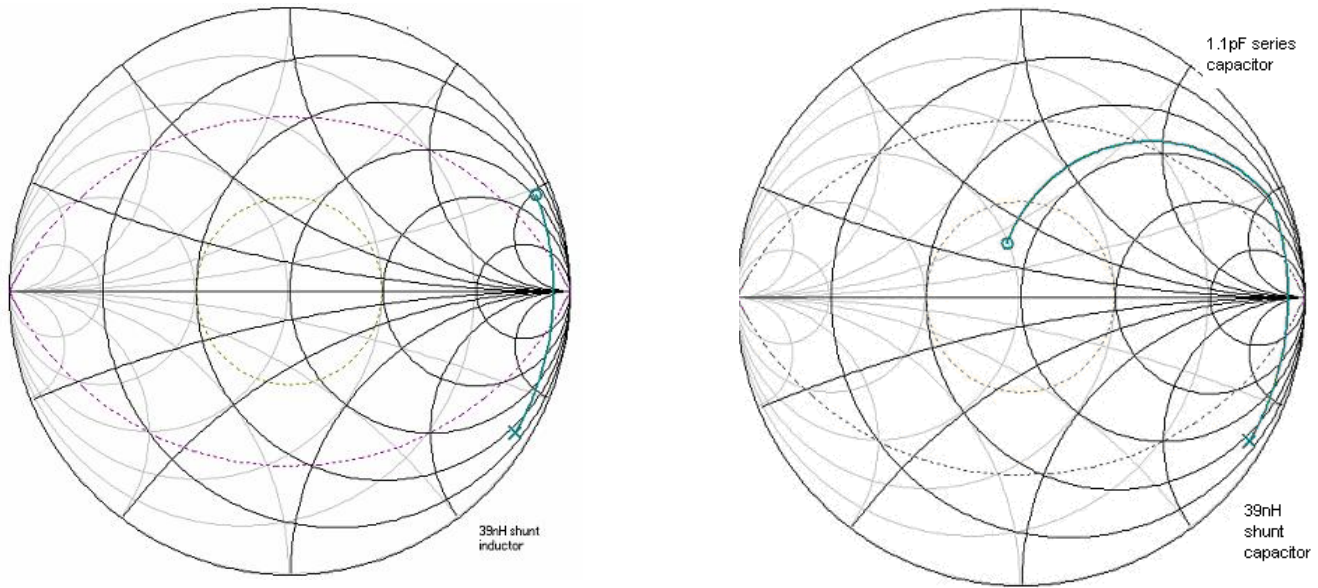 39nH shunt
inductor
1.1pF series
capacitor
39nH
shunt
capacitor